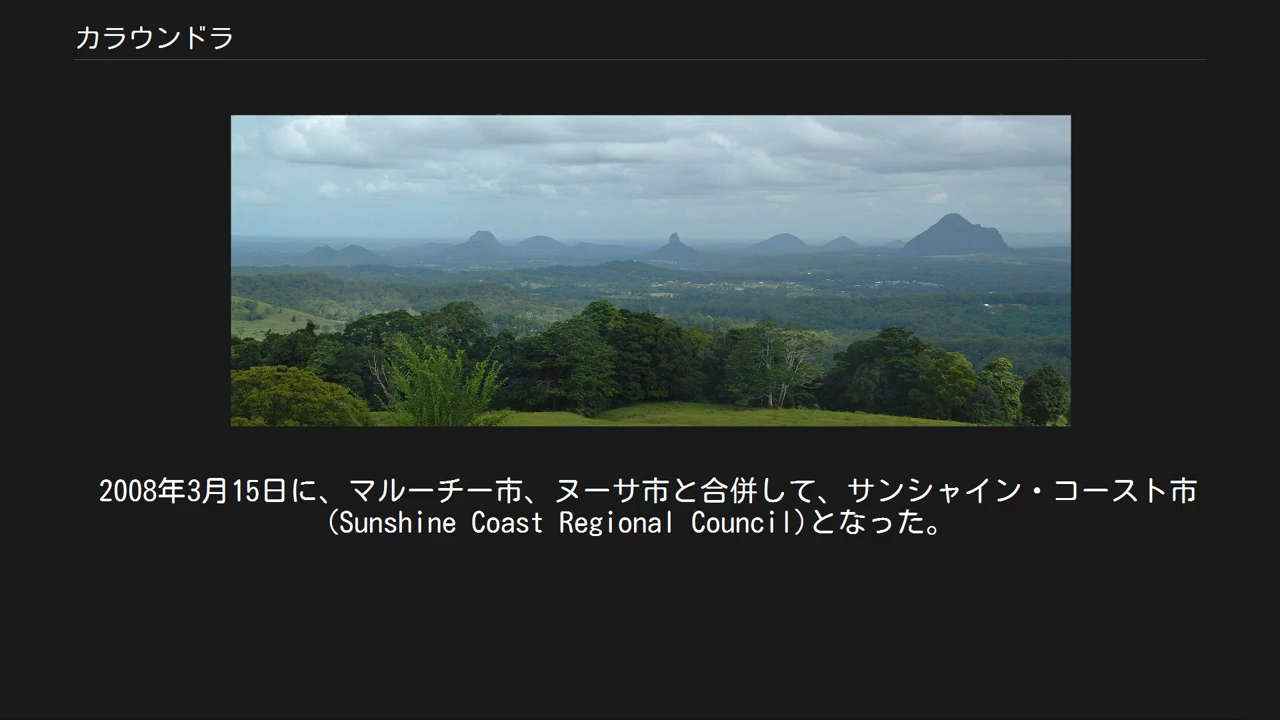 カラウンドラ
2008年3月15日に、マルーチー市、ヌーサ市と合併して、サンシャイン・コースト市
(Sunshine Coast Regional Council)となった。